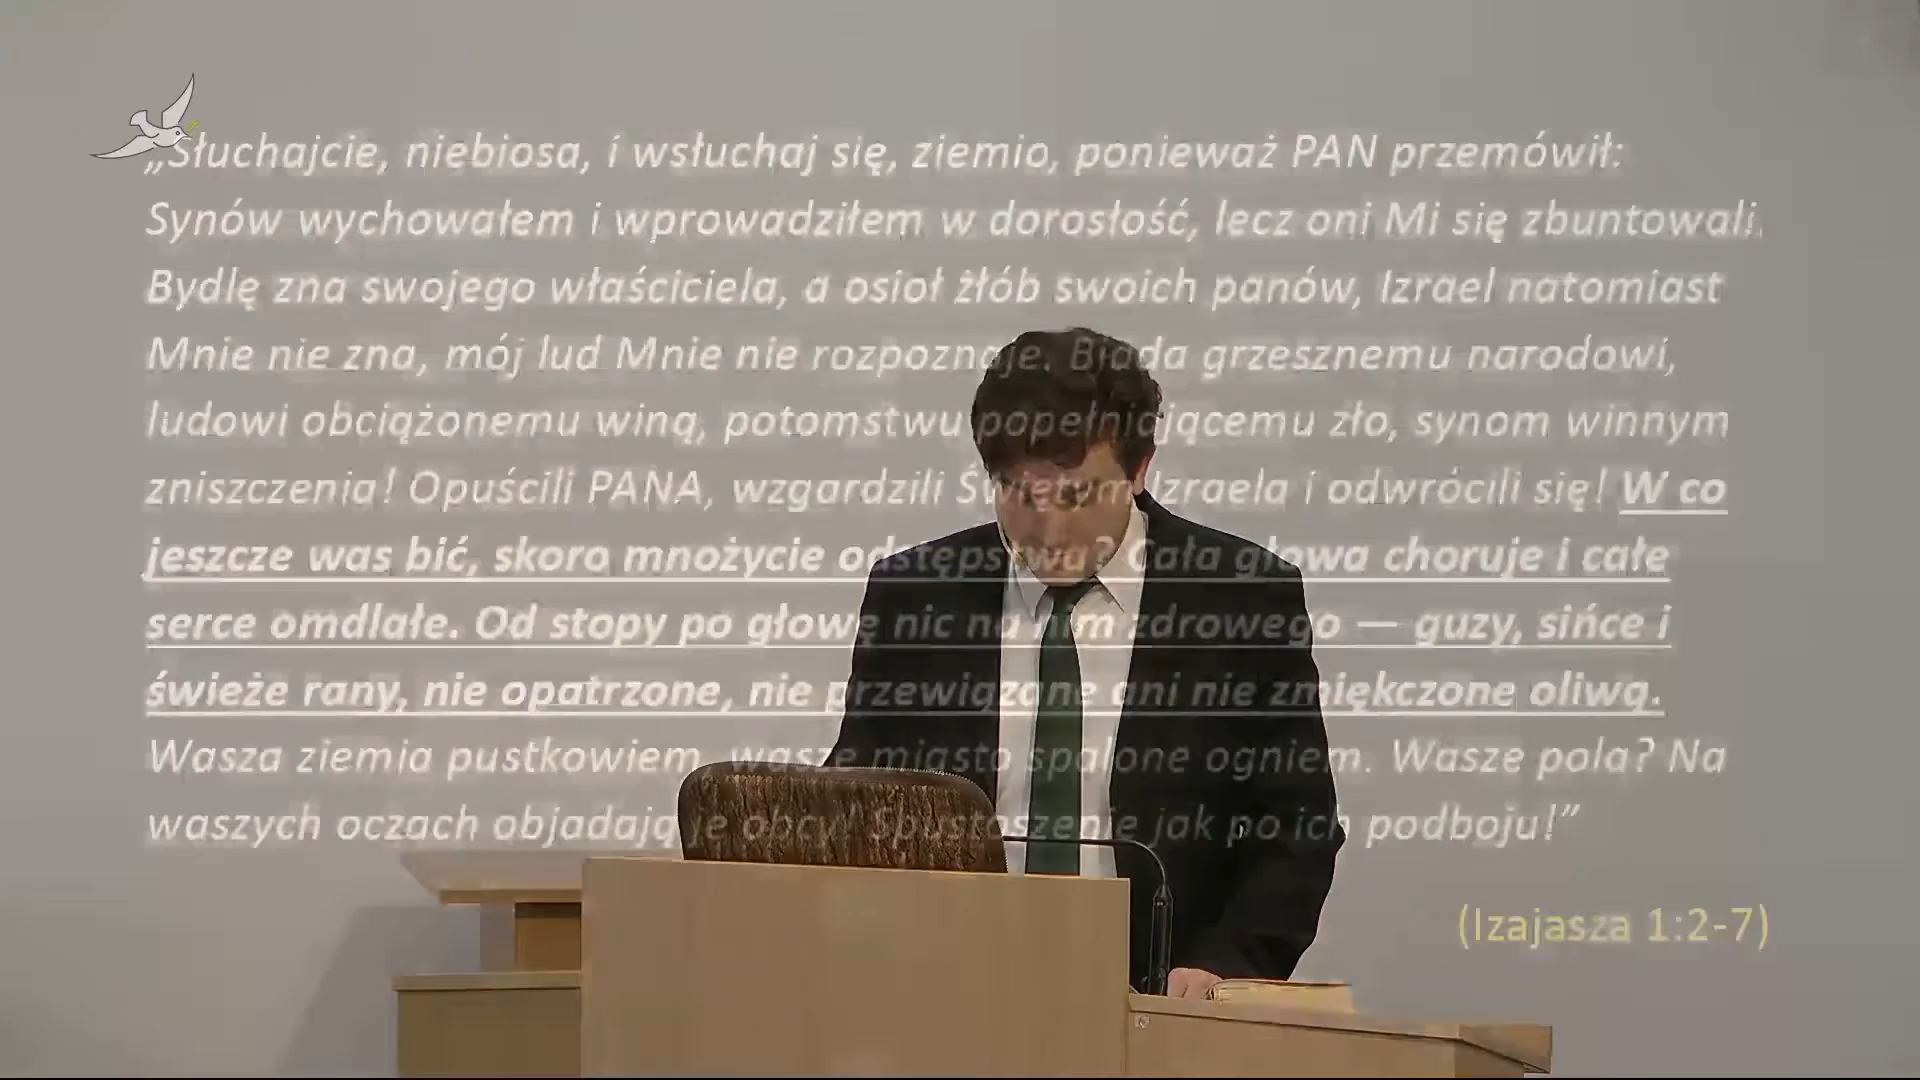 „Słuchajcie, niebiosa, i wsłuchaj się, ziemio, ponieważ PAN przemówił:
Synów wychowałem i wprowadziłem w dorosłość, lecz oni Mi się zbuntowali.
Bydlę zna swojego właściciela, a osioł żłób swoich panów, Izrael natomiast
Mnie nie zna, mój lud Mnie nie rozpoznaje. Biada grzesznemu narodowi,
ludowi obciążonemu winą, potomstwu popełniającemu zło, synom winnym
zniszczenia! Opuścili PANA, wzgardzili Świętym Izraela i odwrócili się! W co
jeszcze was bić, skoro mnożycie odstępstwa? Cała głowa choruje i całe
serce omdlałe. Od stopy po głowę nic na nim zdrowego — guzy, sińce i
świeże rany, nie opatrzone, nie przewiązane ani nie zmiękczone oliwą.
Wasza ziemia pustkowiem, wasze miasta spalone ogniem. Wasze pola? Na
waszych oczach objadają je obcy! Spustoszenie jak po ich podboju!”
(Izajasza 1:2-7)